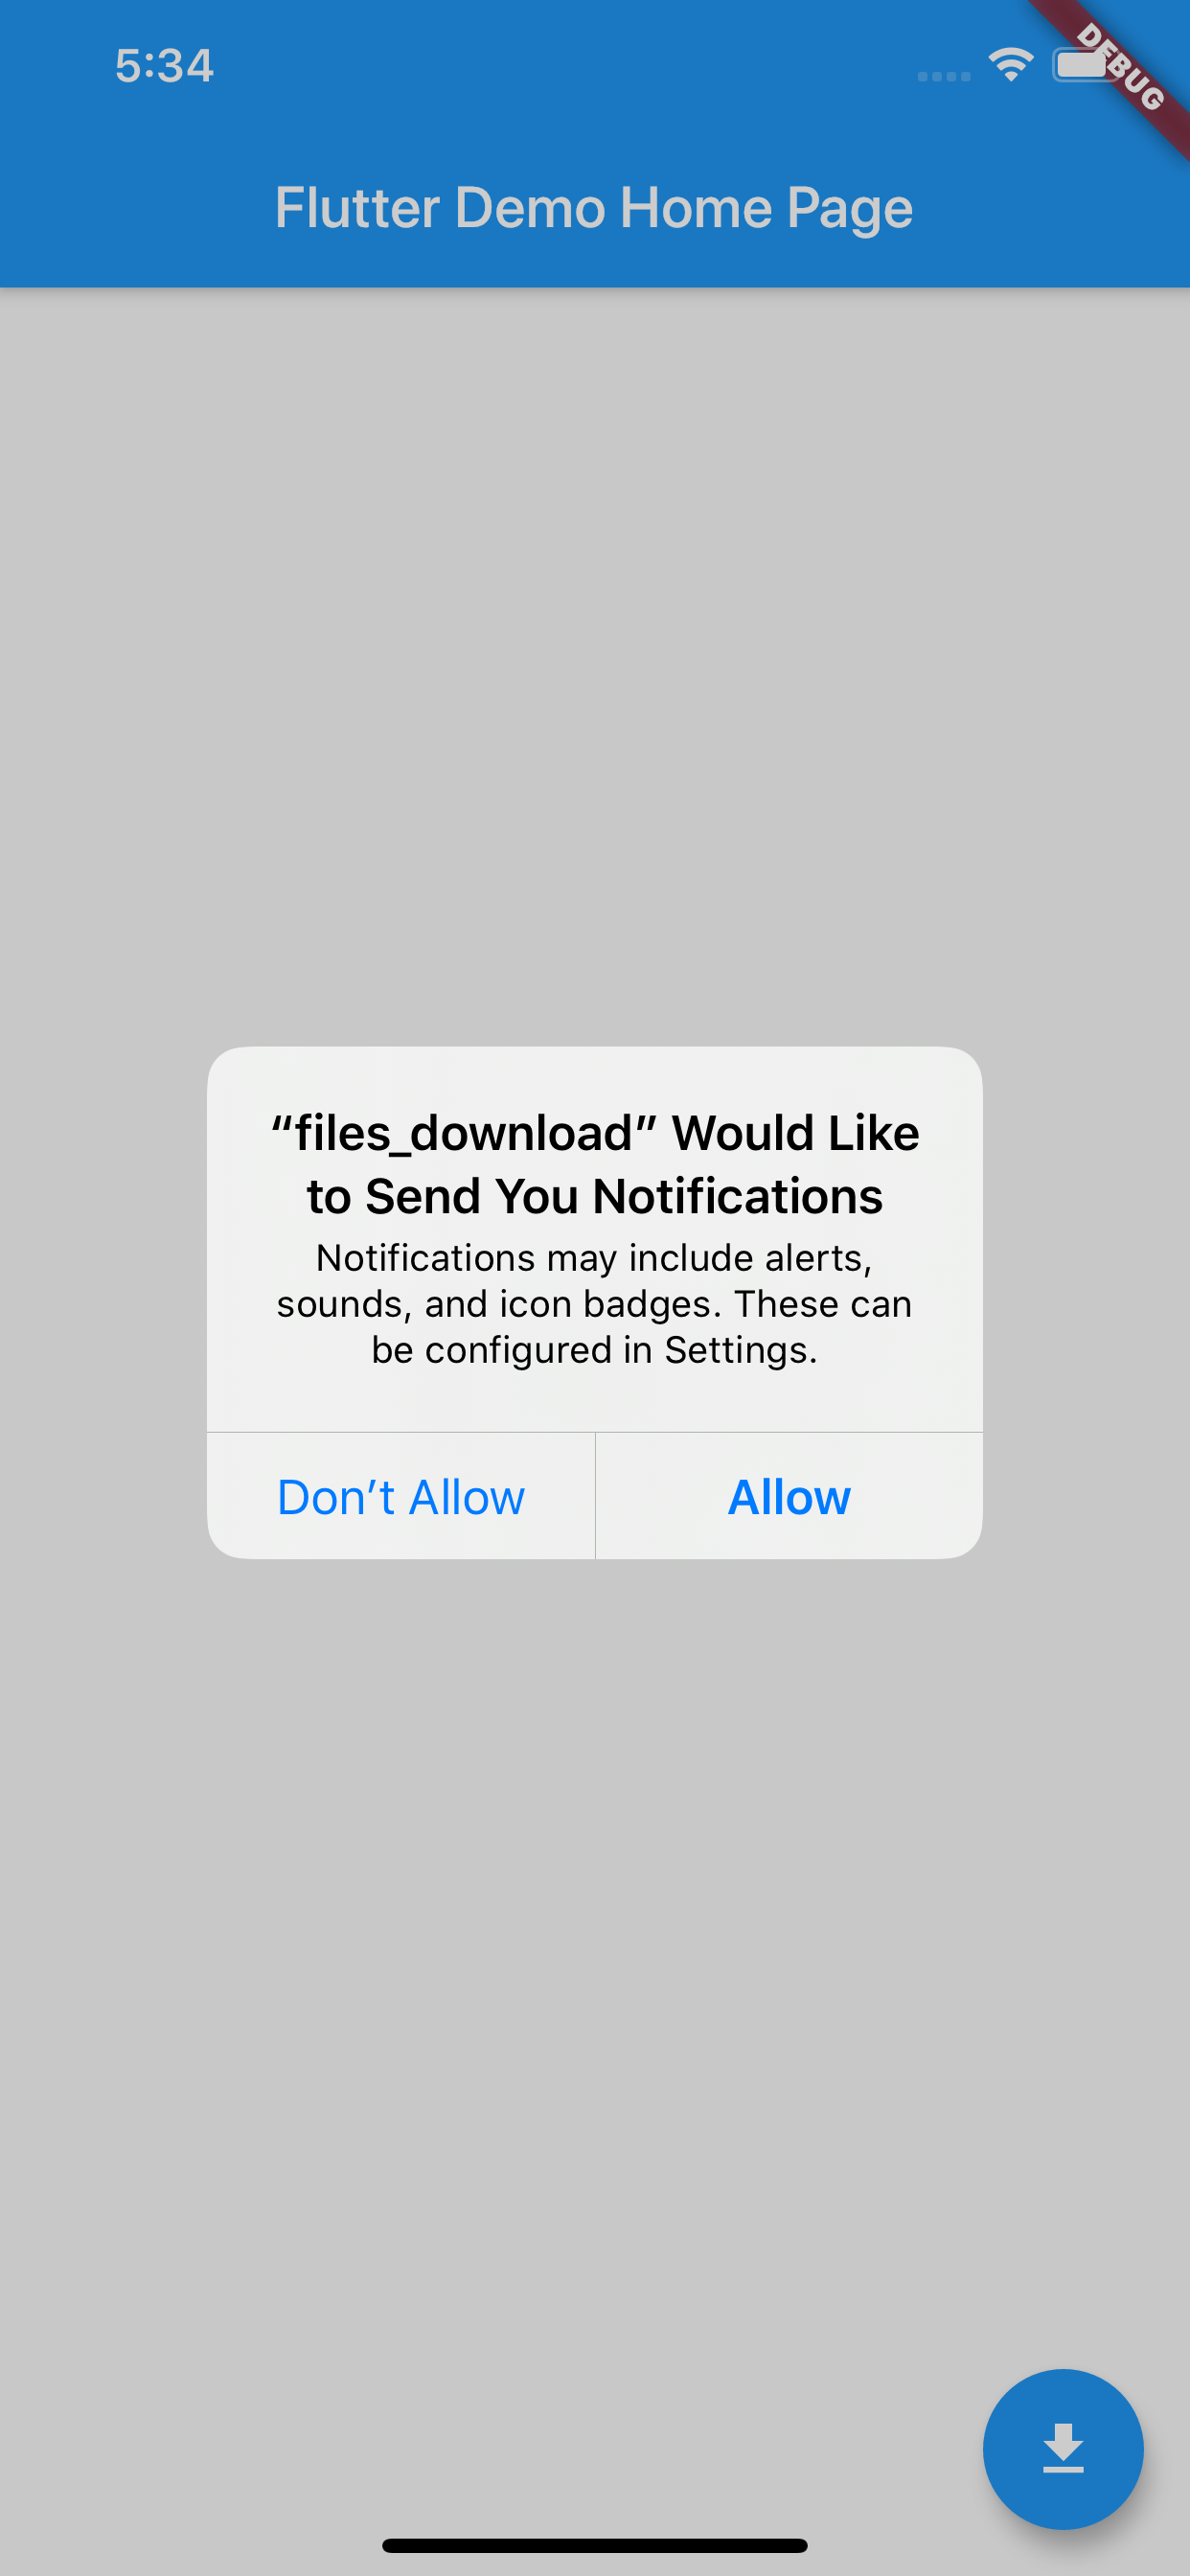 5:34
DEBUG
Flutter Demo Home Page
“files_download” Would Like
to Send You Notifications
Notifications may include alerts,
sounds, and icon badges. These can
be configured in Settings.
Don’t Allow
Allow